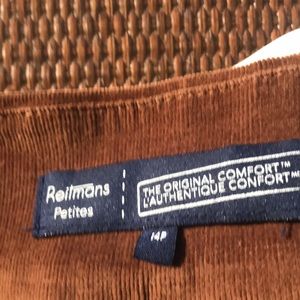 Reitmans
Petites
THE ORIGINAL COMFORT™
L'AUTHENTIQUE CONFORT™
14P